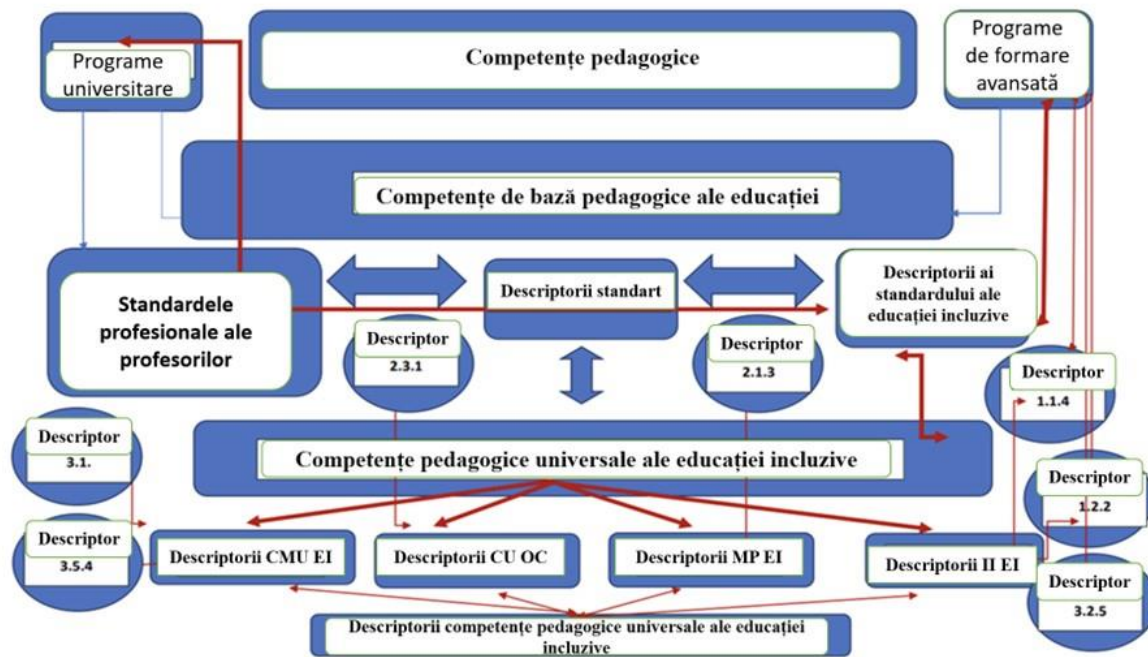 Programe
universitare
Competențe pedagogice
Programe
de formare
avansată
Competențe de bază pedagogice ale educației
Standardele
profesionale ale
profesorilor
Descriptorii standart
Descriptorii ai
standardului ale
educației incluzive
Descriptor
2.3.1
Descriptor
2.1.3
Descriptor
1.1.4
Descriptor
3.1.
Competențe pedagogice universale ale educației incluzive
Descriptor
1.2.2
Descriptor
3.5.4
Descriptorii CMU EI
Descriptorii CU OC
Descriptorii MP EI
Descriptorii II EI
Descriptor
3.2.5
Descriptorii competențe pedagogice universale ale educației
incluzive